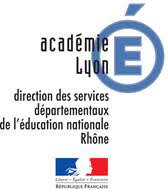 académie
Lyon
É
direction des services
départementaux
de l'éducation nationale
Rhône
Liberté • Égalité • Fraternité
RÉPUBLIQUE FRANÇAISE